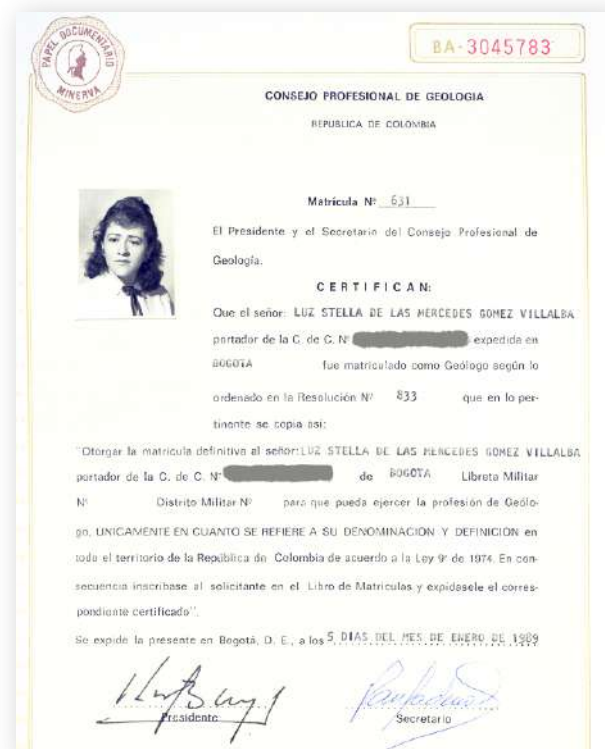 PAPEL DOCUMENTARIO
MINERVA
BA-3045783
CONSEJO PROFESIONAL DE GEOLOGIA
REPUBLICA DE COLOMBIA
Matrícula Nº 631
El Presidente y el Secretario del Consejo Profesional de
Geología.
CERTIFICAN:
Que el señor: LUZ STELLA DE LAS MERCEDES GOMEZ VILLALBA
portador de la C. de C. Nº expedida en
BOGOTA fue matriculado como Geólogo según lo
ordenado en la Resolución Nº 833 que en lo per-
tinente se copia así:
"Otorgar la matrícula definitiva al señor: LUZ STELLA DE LAS MERCEDES GOMEZ VILLALBA
portador de la C. de C. Nº de BOGOTA Libreta Militar
Nº Distrito Militar Nº para que pueda ejercer la profesión de Geólo-
go, UNICAMENTE EN CUANTO SE REFIERE A SU DENOMINACION Y DEFINICION en
todo el territorio de la República de Colombia de acuerdo a la Ley 9ª de 1974. En con-
secuencia inscríbase al solicitante en el Libro de Matrículas y expídasele el corres-
pondiente certificado".
Se expide la presente en Bogotá, D. E., a los 5 DIAS DEL MES DE ENERO DE 1989
Presidente Secretario